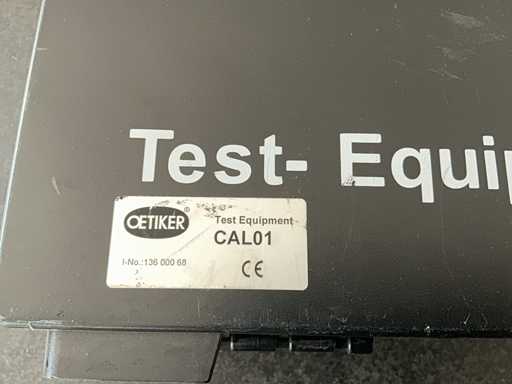 Test- Equip
OETIKER®
Test Equipment
CAL01
I-No.:136 000 68
CE